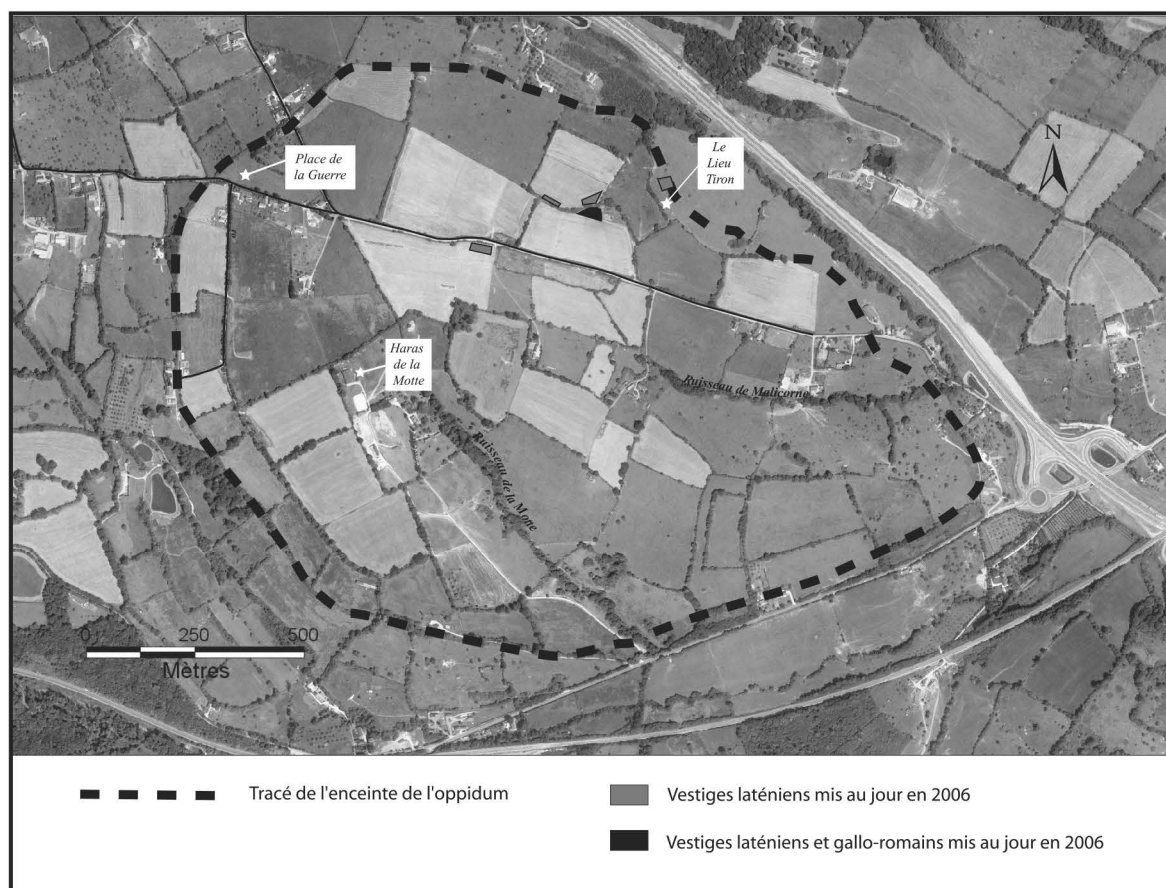 Place de
la Guerre
Le
Lieu
Tiron
N
Haras
de la
Motte
Ruisseau de Malicorne
Ruisseau de la Mone
0 250 500
Mètres
Tracé de l'enceinte de l'oppidum
Vestiges laténiens mis au jour en 2006
Vestiges laténiens et gallo-romains mis au jour en 2006